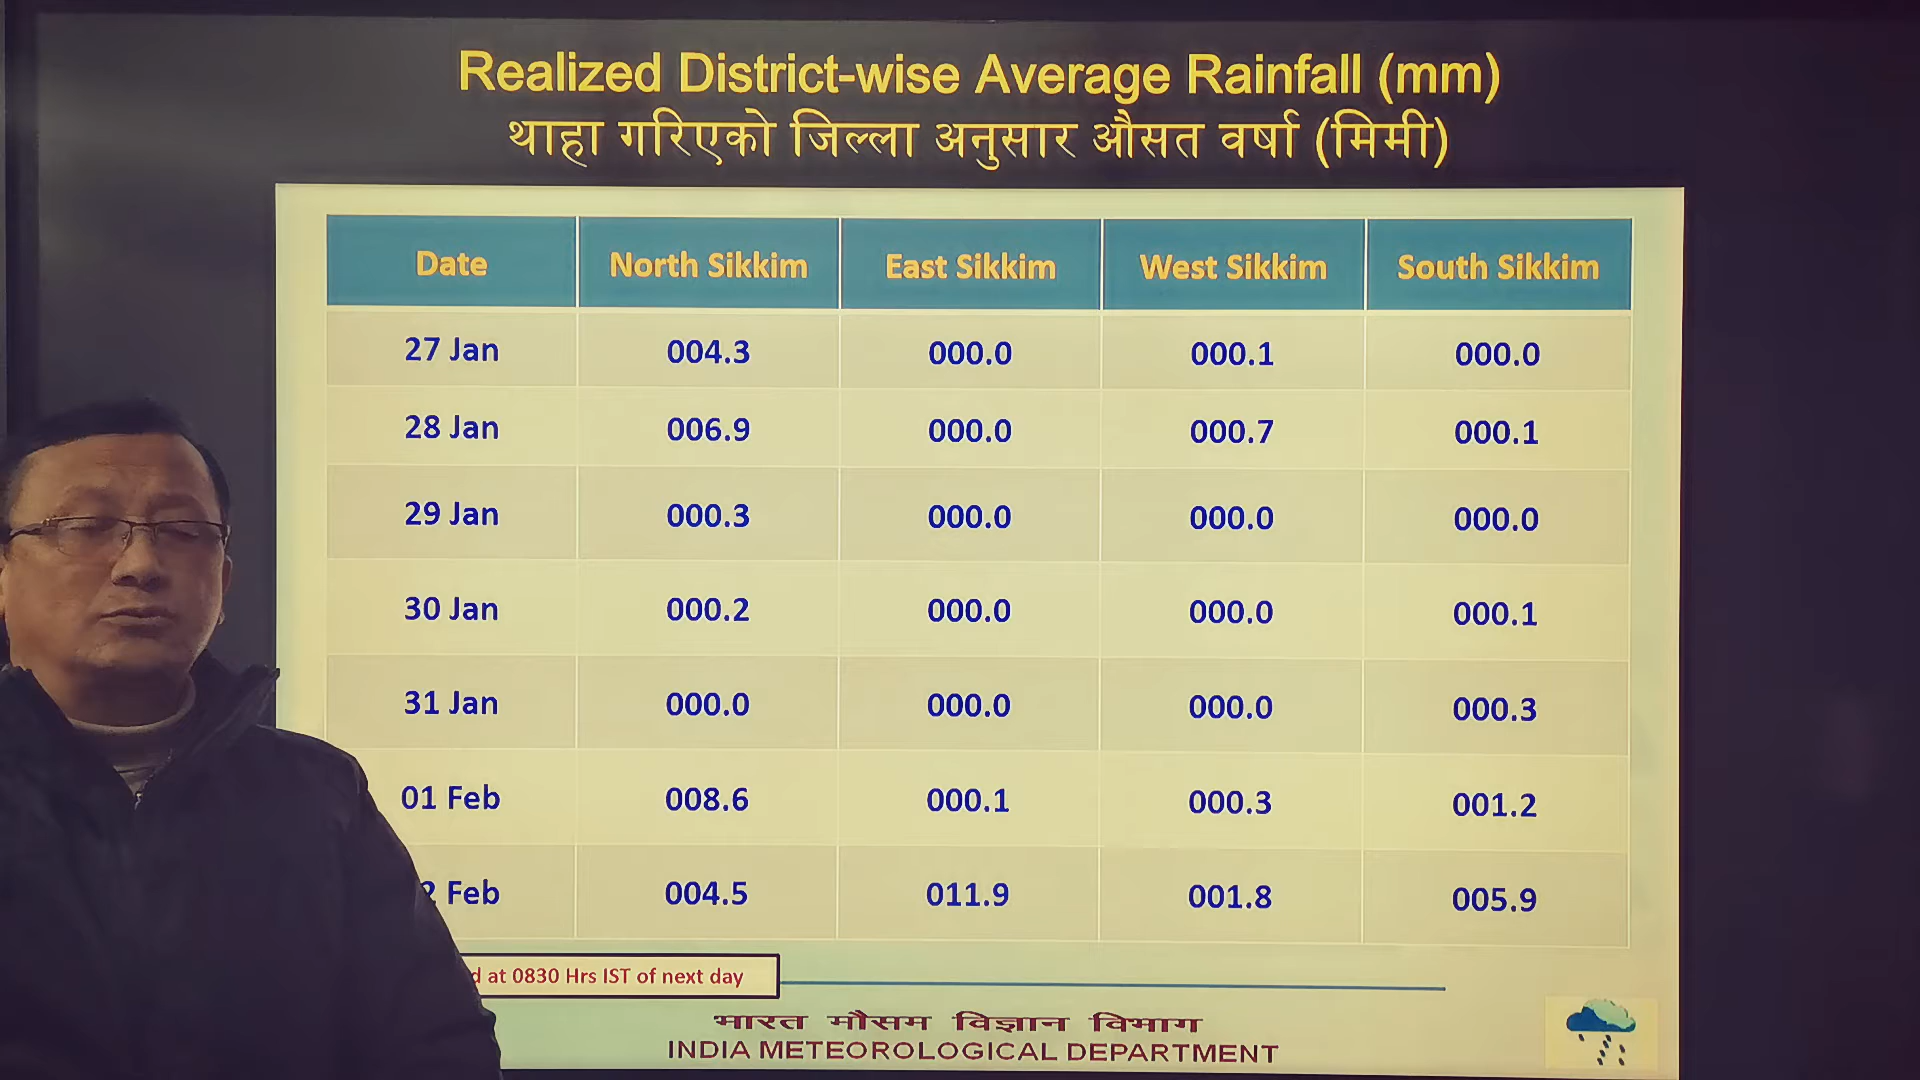 Realized District-wise Average Rainfall (mm)
थाहा गरिएको जिल्ला अनुसार औसत वर्षा (मिमी)
Date North Sikkim East Sikkim West Sikkim South Sikkim
27 Jan 004.3 000.0 000.1 000.0
28 Jan 006.9 000.0 000.7 000.1
29 Jan 000.3 000.0 000.0 000.0
30 Jan 000.2 000.0 000.0 000.1
31 Jan 000.0 000.0 000.0 000.3
01 Feb 008.6 000.1 000.3 001.2
Feb 004.5 011.9 001.8 005.9
at 0830 Hrs IST of next day
भारत मौसम विज्ञान विभाग
INDIA METEOROLOGICAL DEPARTMENT